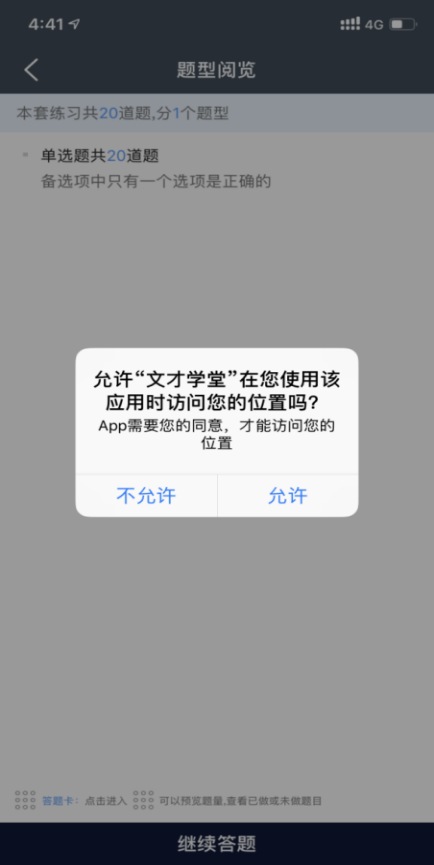 4:41
4G
题型阅览
本套练习共20道题,分1个题型
单选题共20道题
备选项中只有一个选项是正确的
允许“文才学堂”在您使用该
应用时访问您的位置吗?
App需要您的同意，才能访问您的
位置
不允许 允许
答题卡: 点击进入 可以预览题量,查看已做或未做题目
继续答题